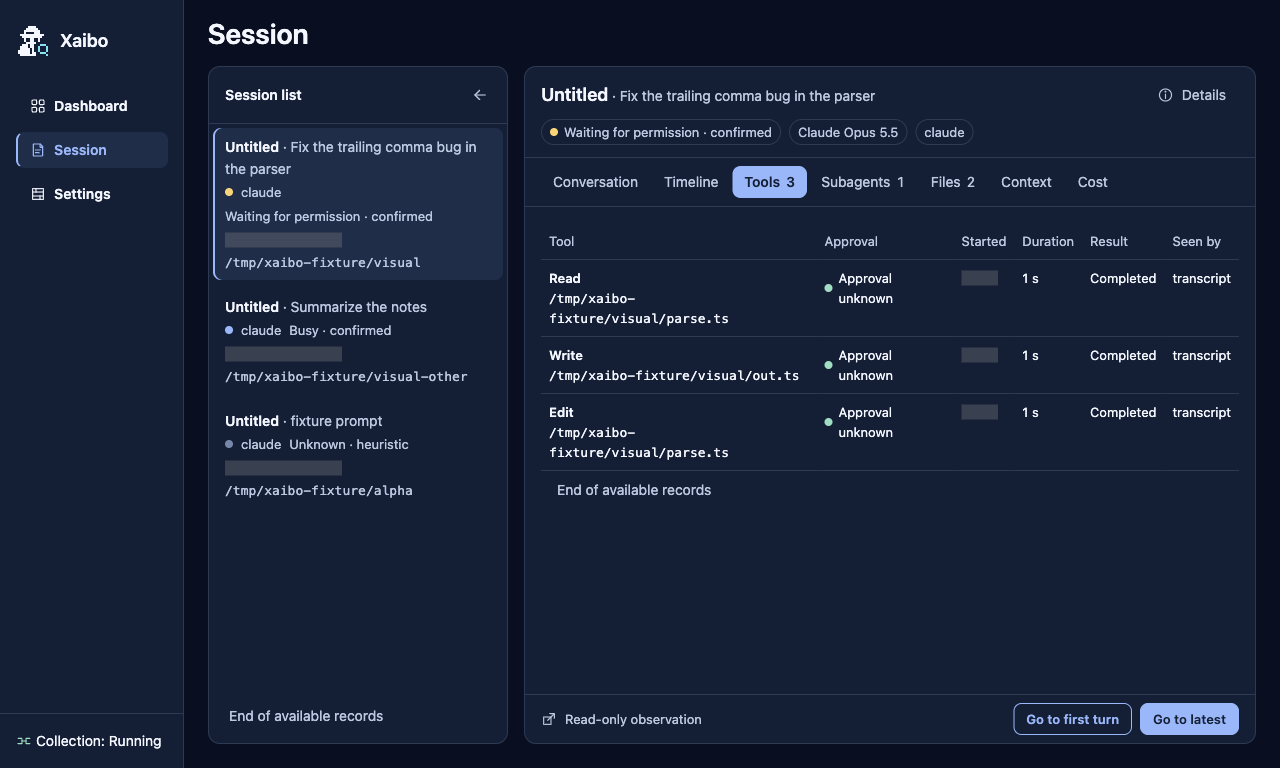 Xaibo
Dashboard
Session
Settings
Collection: Running
Session
Session list
Untitled · Fix the trailing comma bug in
the parser
claude
Waiting for permission · confirmed
/tmp/xaibo-fixture/visual
Untitled · Summarize the notes
claude Busy · confirmed
/tmp/xaibo-fixture/visual-other
Untitled · fixture prompt
claude Unknown · heuristic
/tmp/xaibo-fixture/alpha
End of available records
Untitled · Fix the trailing comma bug in the parser
Details
Waiting for permission · confirmed Claude Opus 5.5 claude
Conversation Timeline Tools 3 Subagents 1 Files 2 Context Cost
Tool Approval Started Duration Result Seen by
Read Approval 1 s Completed transcript
/tmp/xaibo- unknown
fixture/visual/parse.ts
Write Approval 1 s Completed transcript
/tmp/xaibo-fixture/visual/out.ts unknown
Edit Approval 1 s Completed transcript
/tmp/xaibo- unknown
fixture/visual/parse.ts
End of available records
Read-only observation Go to first turn Go to latest